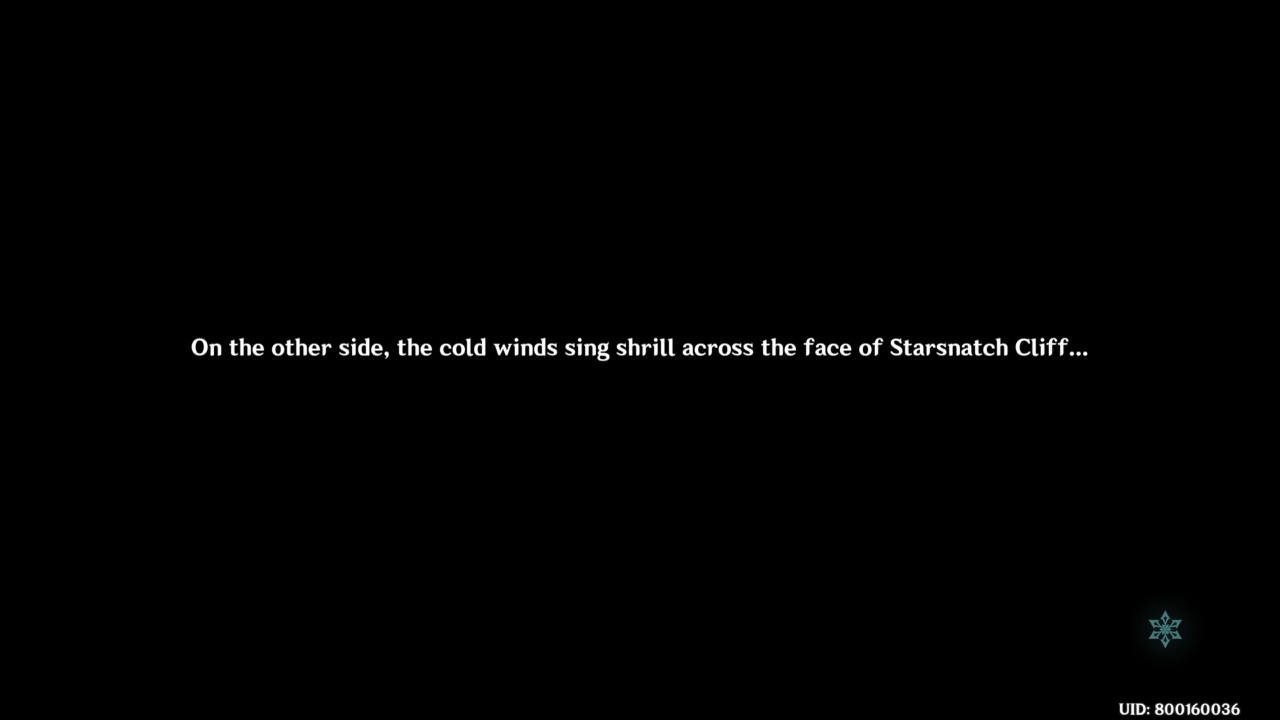 On the other side, the cold winds sing shrill across the face of Starsnatch Cliff...
UID: 800160036